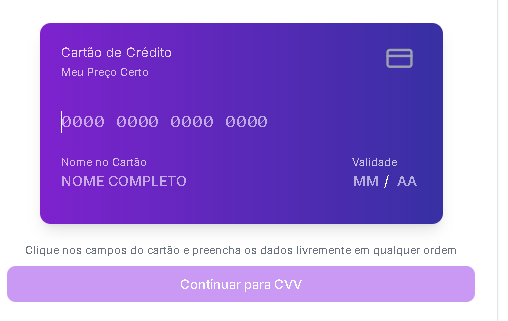 Cartão de Crédito
Meu Preço Certo
0000 0000 0000 0000
Nome no Cartão
Validade
NOME COMPLETO
MM / AA
Clique nos campos do cartão e preencha os dados livremente em qualquer ordem
Continuar para CVV